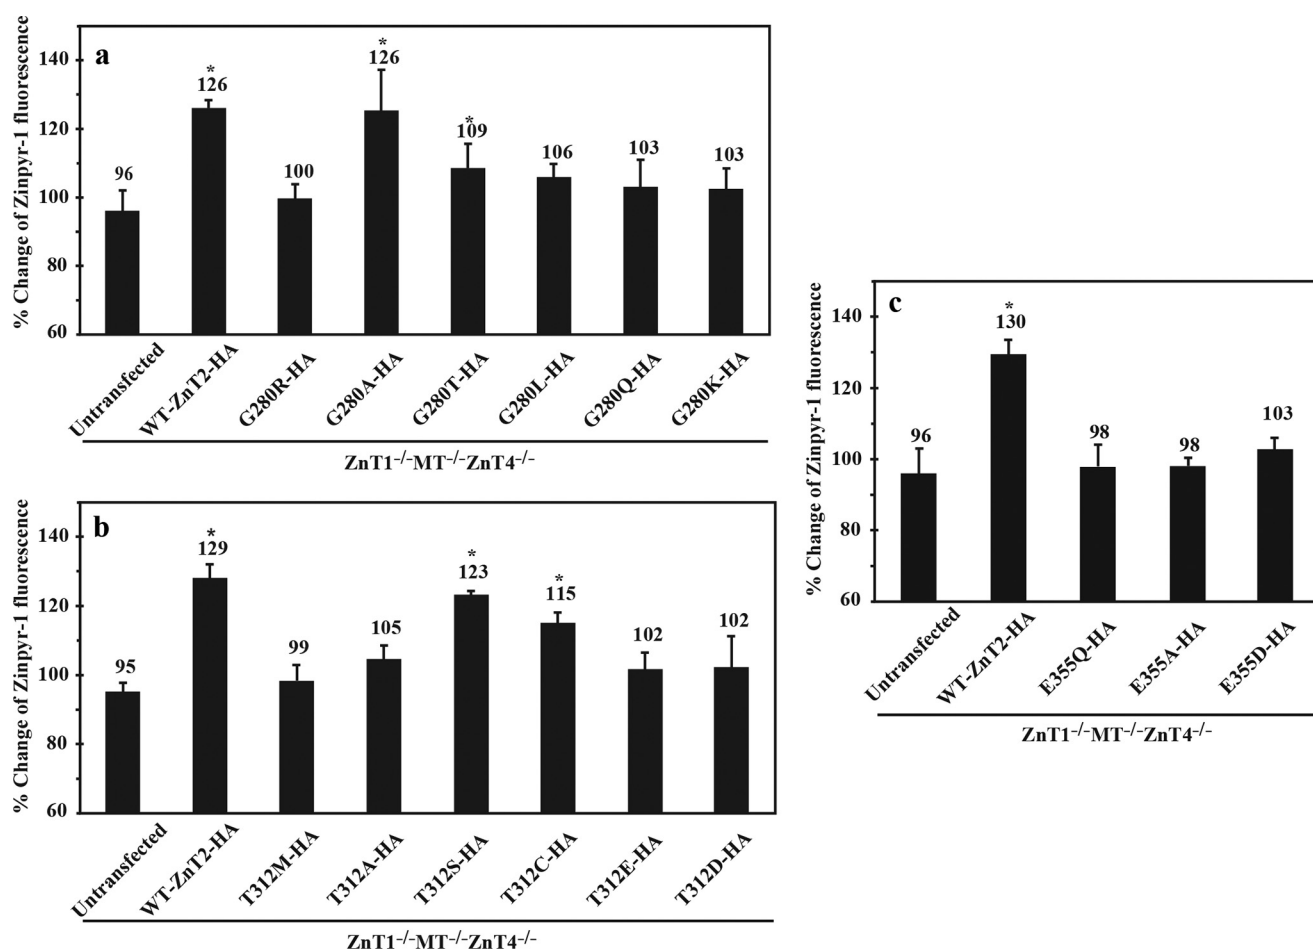 a
% Change of Zinpyr-1 fluorescence
140
120
100
80
60
96
*
126
100
*
126
*
109
106
103
103
Untransfected
WT-ZnT2-HA
G280R-HA
G280A-HA
G280T-HA
G280L-HA
G280Q-HA
G280K-HA
ZnT1-/-MT-/-ZnT4-/-
b
% Change of Zinpyr-1 fluorescence
140
120
100
80
60
95
*
129
99
105
*
123
*
115
102
102
Untransfected
WT-ZnT2-HA
T312M-HA
T312A-HA
T312S-HA
T312C-HA
T312E-HA
T312D-HA
ZnT1-/-MT-/-ZnT4-/-
c
% Change of Zinpyr-1 fluorescence
140
120
100
80
60
96
*
130
98
98
103
Untransfected
WT-ZnT2-HA
E355Q-HA
E355A-HA
E355D-HA
ZnT1-/-MT-/-ZnT4-/-